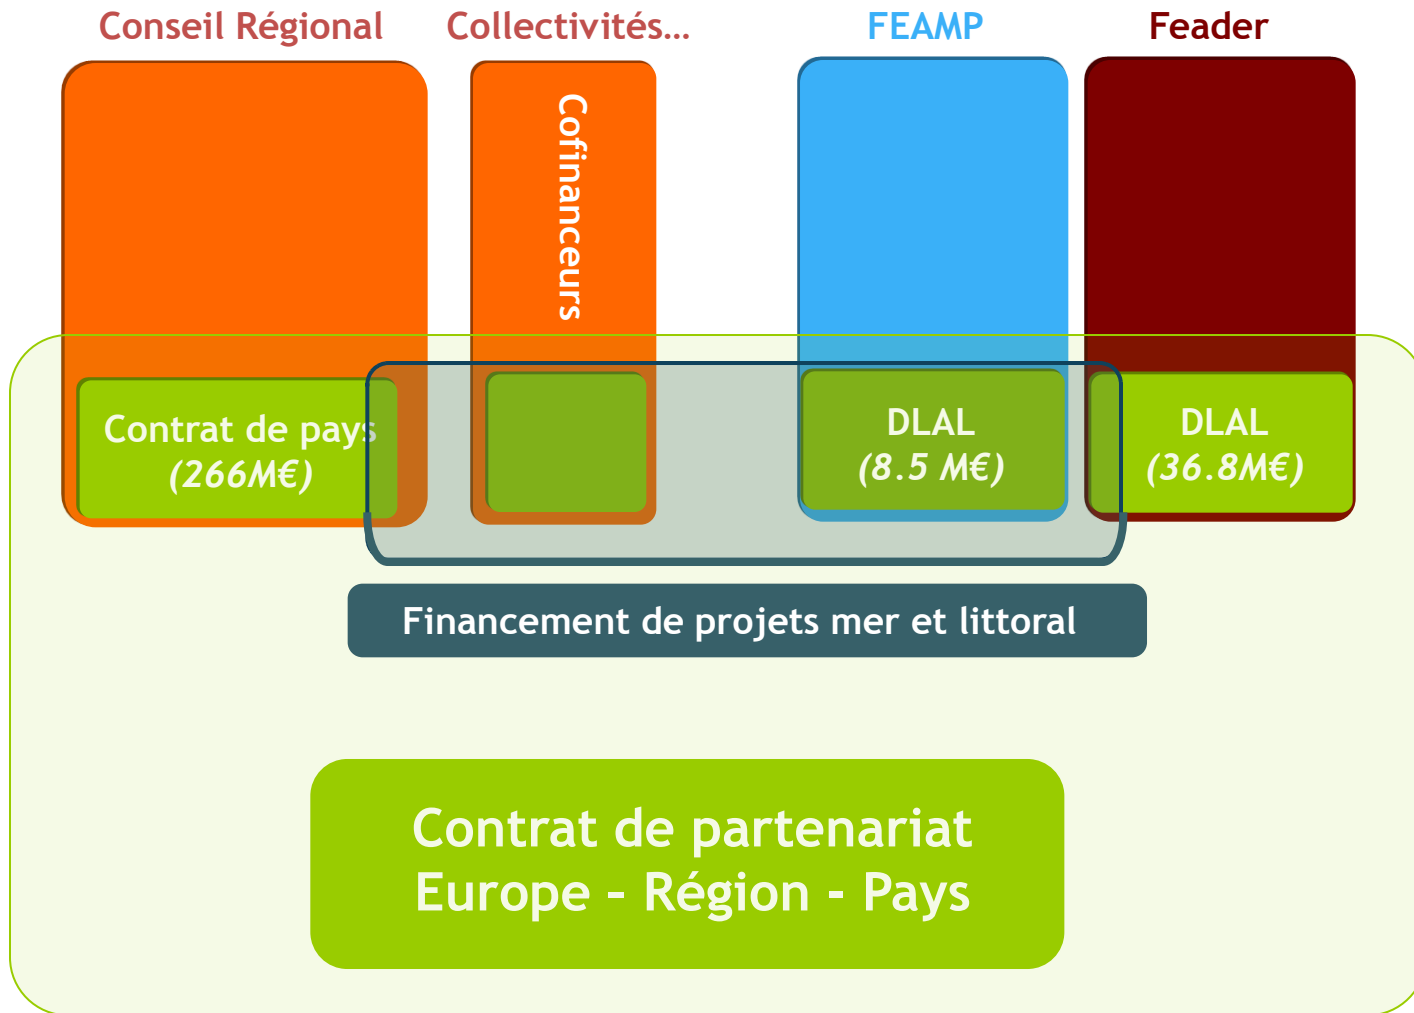 Conseil Régional
Collectivités…
FEAMP
Feader
Cofinanceurs
Contrat de pays
(266M€)
DLAL
(8.5 M€)
DLAL
(36.8M€)
Financement de projets mer et littoral
Contrat de partenariat
Europe – Région - Pays